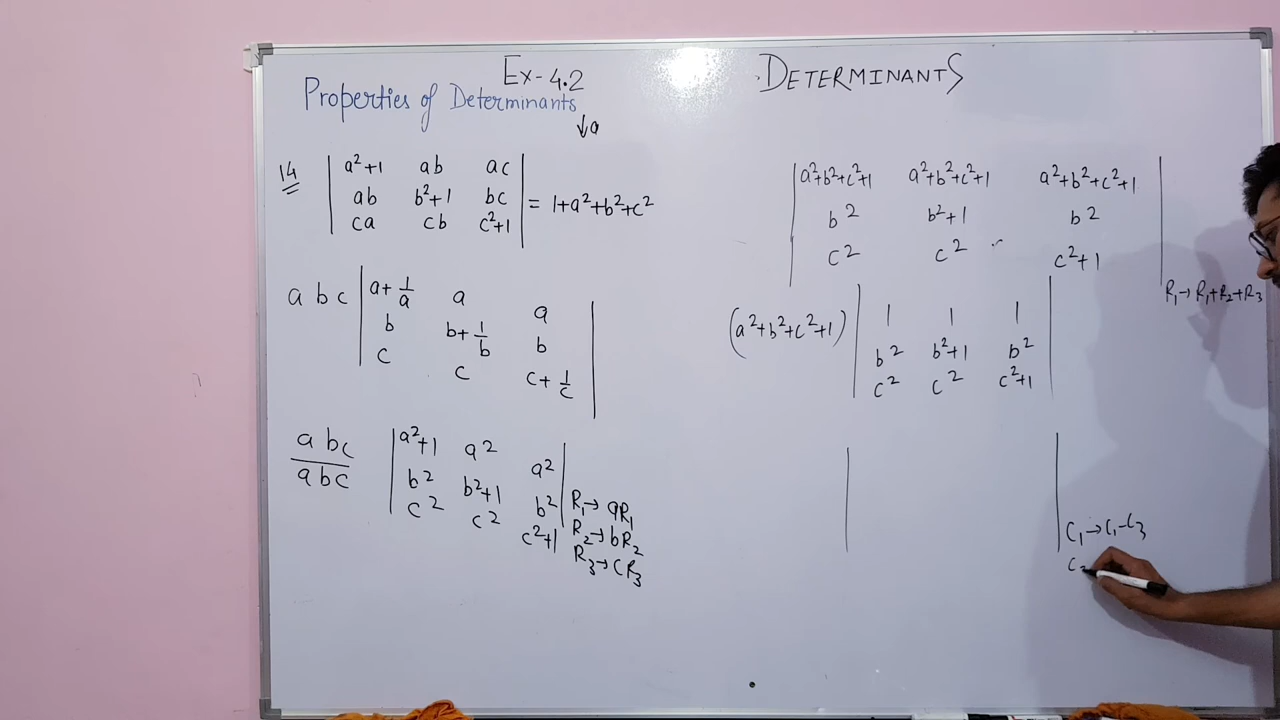 Ex-4.2
Properties of Determinants
↓a
14
| a²+1 ab ac |
| ab b²+1 bc | = 1+a²+b²+c²
| ca cb c²+1 |
a b c | a+1/a a a |
| b b+1/b b |
| c c c+1/c |
abc/abc | a²+1 a² a² |
| b² b²+1 b² | R₁→aR₁
| c² c² c²+1 | R₂→bR₂
R₃→cR₃
DETERMINANTS
| a²+b²+c²+1 a²+b²+c²+1 a²+b²+c²+1 |
| b² b²+1 b² |
| c² c² c²+1 |
R₁→R₁+R₂+R₃
(a²+b²+c²+1) | 1 1 1 |
| b² b²+1 b² |
| c² c² c²+1 |
| |
C₁→C₁-C₃
C₂